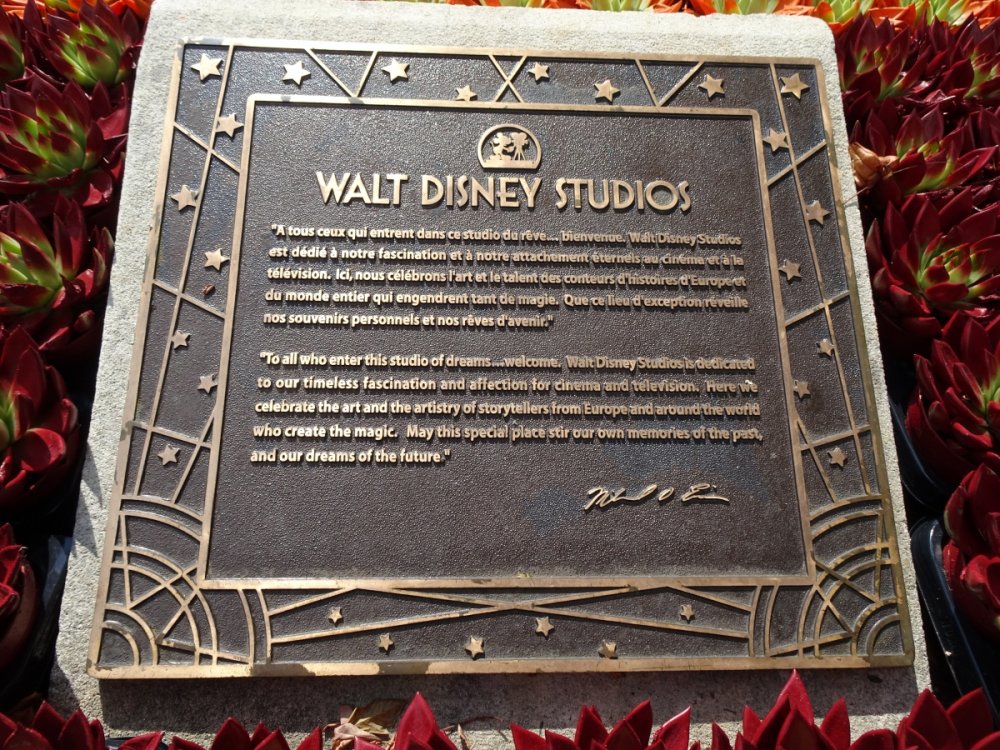 WALT DISNEY STUDIOS
"A tous ceux qui entrent dans ce studio du rêve... bienvenue. Walt Disney Studios
est dédié à notre fascination et à notre attachement éternels au cinéma et à la
télévision. Ici, nous célébrons l'art et le talent des conteurs d'histoires d'Europe et
du monde entier qui engendrent tant de magie. Que ce lieu d'exception réveille
nos souvenirs personnels et nos rêves d'avenir."
"To all who enter this studio of dreams...welcome. Walt Disney Studios is dedicated
to our timeless fascination and affection for cinema and television. Here we
celebrate the art and the artistry of storytellers from Europe and around the world
who create the magic. May this special place stir our own memories of the past,
and our dreams of the future."